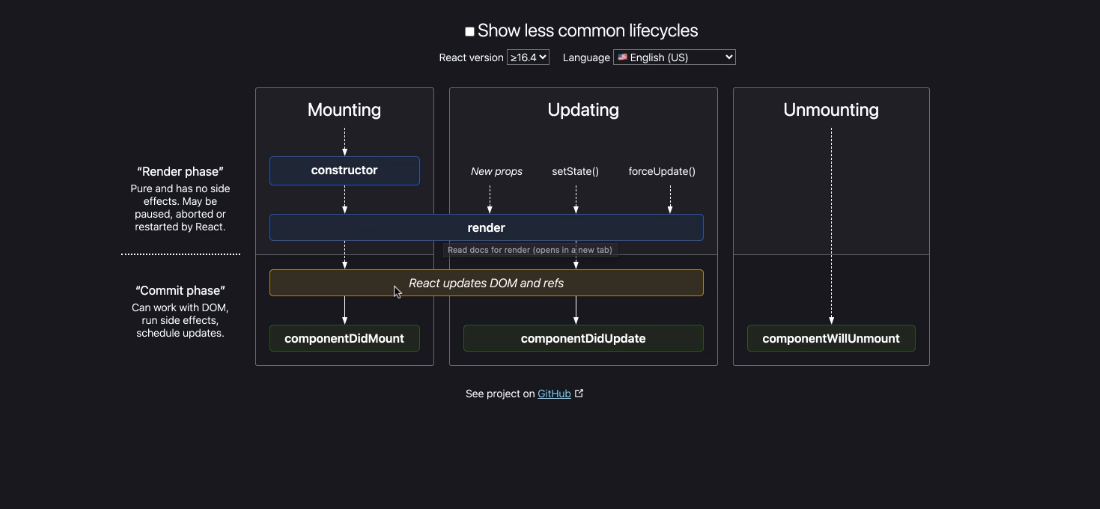 Show less common lifecycles
React version ≥16.4 Language 🇺🇸 English (US)
Mounting
Updating
Unmounting
“Render phase”
Pure and has no side
effects. May be
paused, aborted or
restarted by React.
constructor
New props
setState()
forceUpdate()
render
Read docs for render (opens in a new tab)
“Commit phase”
Can work with DOM,
run side effects,
schedule updates.
React updates DOM and refs
componentDidMount
componentDidUpdate
componentWillUnmount
See project on GitHub